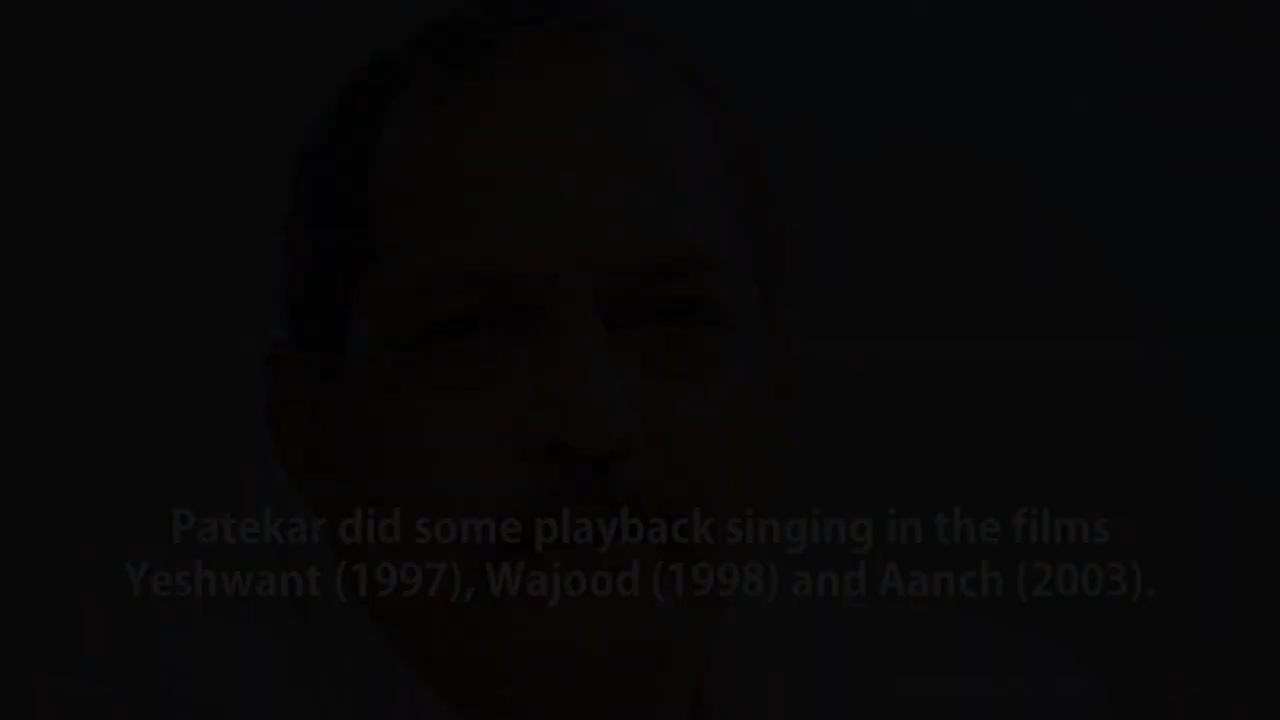 Patekar did some playback singing in the films
Yeshwant (1997), Wajood (1998) and Aanch (2003).